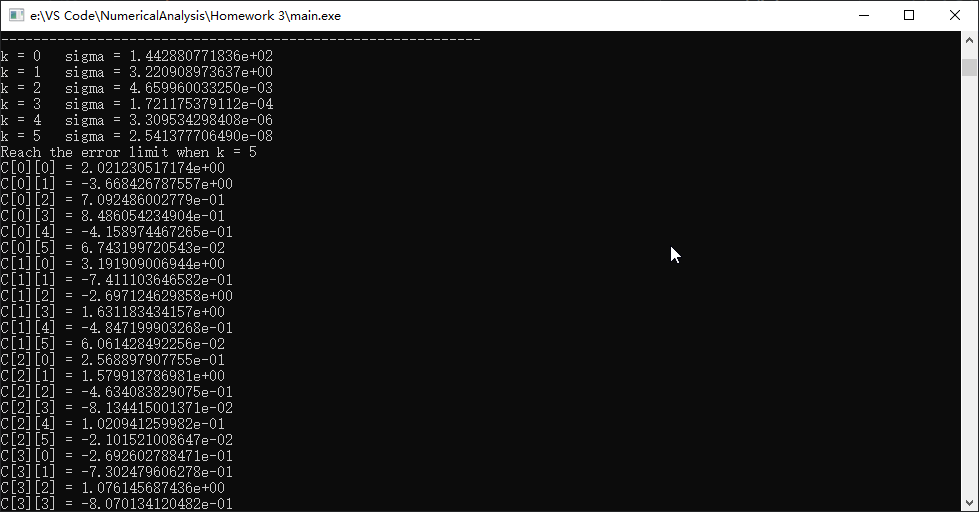 e:\VS Code\NumericalAnalysis\Homework 3\main.exe
------------------------------------------------------------
k = 0   sigma = 1.442880771836e+02
k = 1   sigma = 3.220908973637e+00
k = 2   sigma = 4.659960033250e-03
k = 3   sigma = 1.721175379112e-04
k = 4   sigma = 3.309534298408e-06
k = 5   sigma = 2.541377706490e-08
Reach the error limit when k = 5
C[0][0] = 2.021230517174e+00
C[0][1] = -3.668426787557e+00
C[0][2] = 7.092486002779e-01
C[0][3] = 8.486054234904e-01
C[0][4] = -4.158974467265e-01
C[0][5] = 6.743199720543e-02
C[1][0] = 3.191909006944e+00
C[1][1] = -7.411103646582e-01
C[1][2] = -2.697124629858e+00
C[1][3] = 1.631183434157e+00
C[1][4] = -4.847199903268e-01
C[1][5] = 6.061428492256e-02
C[2][0] = 2.568897907755e-01
C[2][1] = 1.579918786981e+00
C[2][2] = -4.634083829075e-01
C[2][3] = -8.134415001371e-02
C[2][4] = 1.020941259982e-01
C[2][5] = -2.101521008647e-02
C[3][0] = -2.692602788471e-01
C[3][1] = -7.302479606278e-01
C[3][2] = 1.076145687436e+00
C[3][3] = -8.070134120482e-01